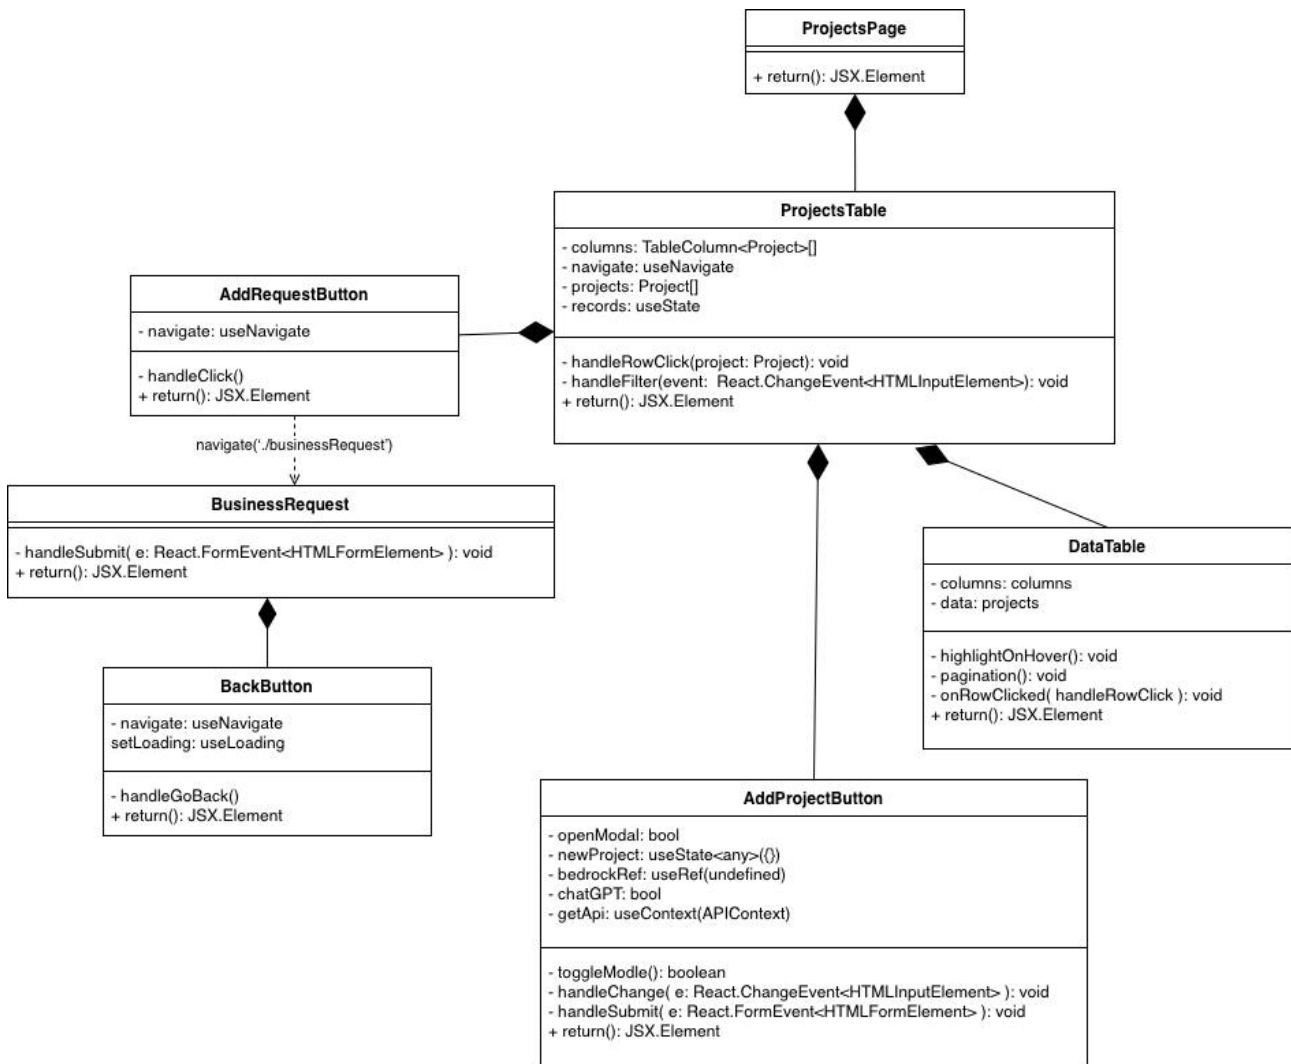 ProjectsPage
+ return(): JSX.Element
ProjectsTable
- columns: TableColumn<Project>[]
- navigate: useNavigate
- projects: Project[]
- records: useState
- handleRowClick(project: Project): void
- handleFilter(event:  React.ChangeEvent<HTMLInputElement>): void
+ return(): JSX.Element
AddRequestButton
- navigate: useNavigate
- handleClick()
+ return(): JSX.Element
navigate('./businessRequest')
BusinessRequest
- handleSubmit( e: React.FormEvent<HTMLFormElement> ): void
+ return(): JSX.Element
BackButton
- navigate: useNavigate
setLoading: useLoading
- handleGoBack()
+ return(): JSX.Element
DataTable
- columns: columns
- data: projects
- highlightOnHover(): void
- pagination(): void
- onRowClicked( handleRowClick ): void
+ return(): JSX.Element
AddProjectButton
- openModal: bool
- newProject: useState<any>({})
- bedrockRef: useRef(undefined)
- chatGPT: bool
- getApi: useContext(APIContext)
- toggleModle(): boolean
- handleChange( e: React.ChangeEvent<HTMLInputElement> ): void
- handleSubmit( e: React.FormEvent<HTMLFormElement> ): void
+ return(): JSX.Element